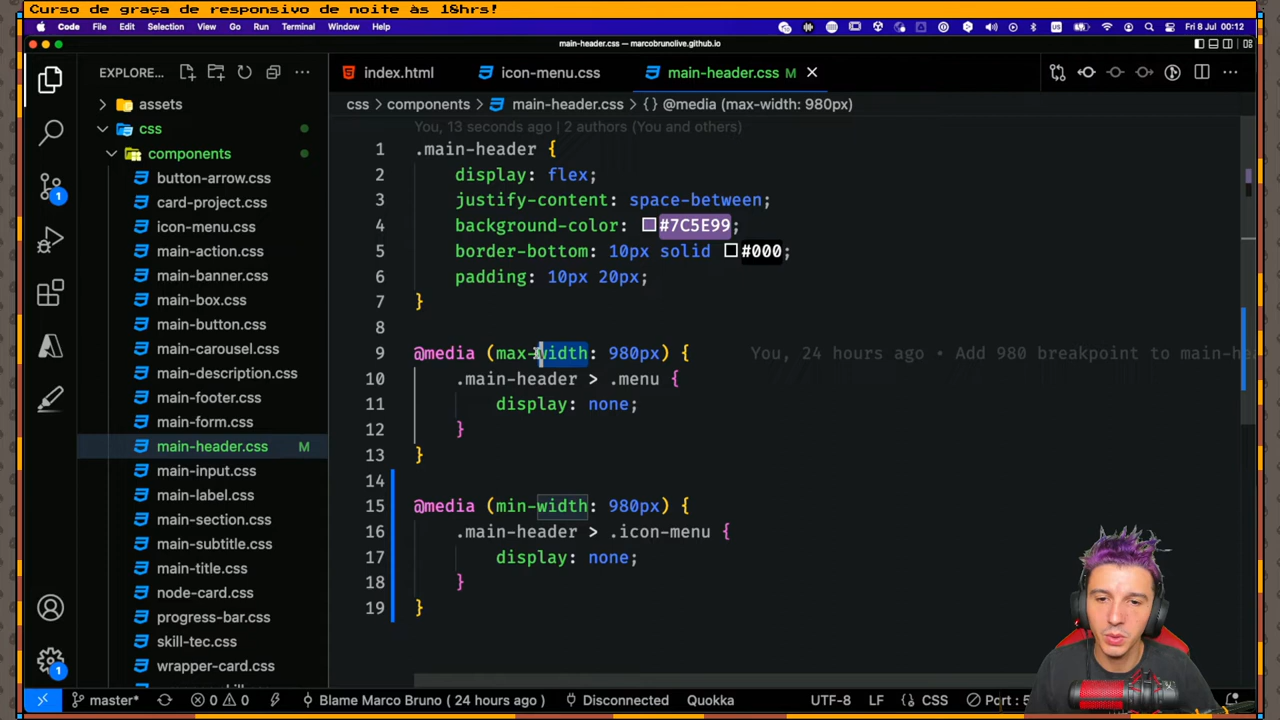 Curso de graça de responsivo de noite às 18hrs!
Code File Edit Selection View Go Run Terminal Window Help
Fri 8 Jul 00:12
main-header.css — marcobrunolive.github.io
EXPLORE...
index.html
icon-menu.css
main-header.css M
css > components > main-header.css > {} @media (max-width: 980px)
assets
css
components
button-arrow.css
card-project.css
icon-menu.css
main-action.css
main-banner.css
main-box.css
main-button.css
main-carousel.css
main-description.css
main-footer.css
main-form.css
main-header.css M
main-input.css
main-label.css
main-section.css
main-subtitle.css
main-title.css
node-card.css
progress-bar.css
skill-tec.css
wrapper-card.css
You, 13 seconds ago | 2 authors (You and others)
1 .main-header {
2 display: flex;
3 justify-content: space-between;
4 background-color: #7C5E99;
5 border-bottom: 10px solid #000;
6 padding: 10px 20px;
7 }
8
9 @media (max-width: 980px) { You, 24 hours ago • Add 980 breakpoint to main-he
10 .main-header > .menu {
11 display: none;
12 }
13 }
14
15 @media (min-width: 980px) {
16 .main-header > .icon-menu {
17 display: none;
18 }
19 }
1
1
master* 0 0 Blame Marco Bruno ( 24 hours ago ) Disconnected Quokka UTF-8 LF {} CSS Port : 5